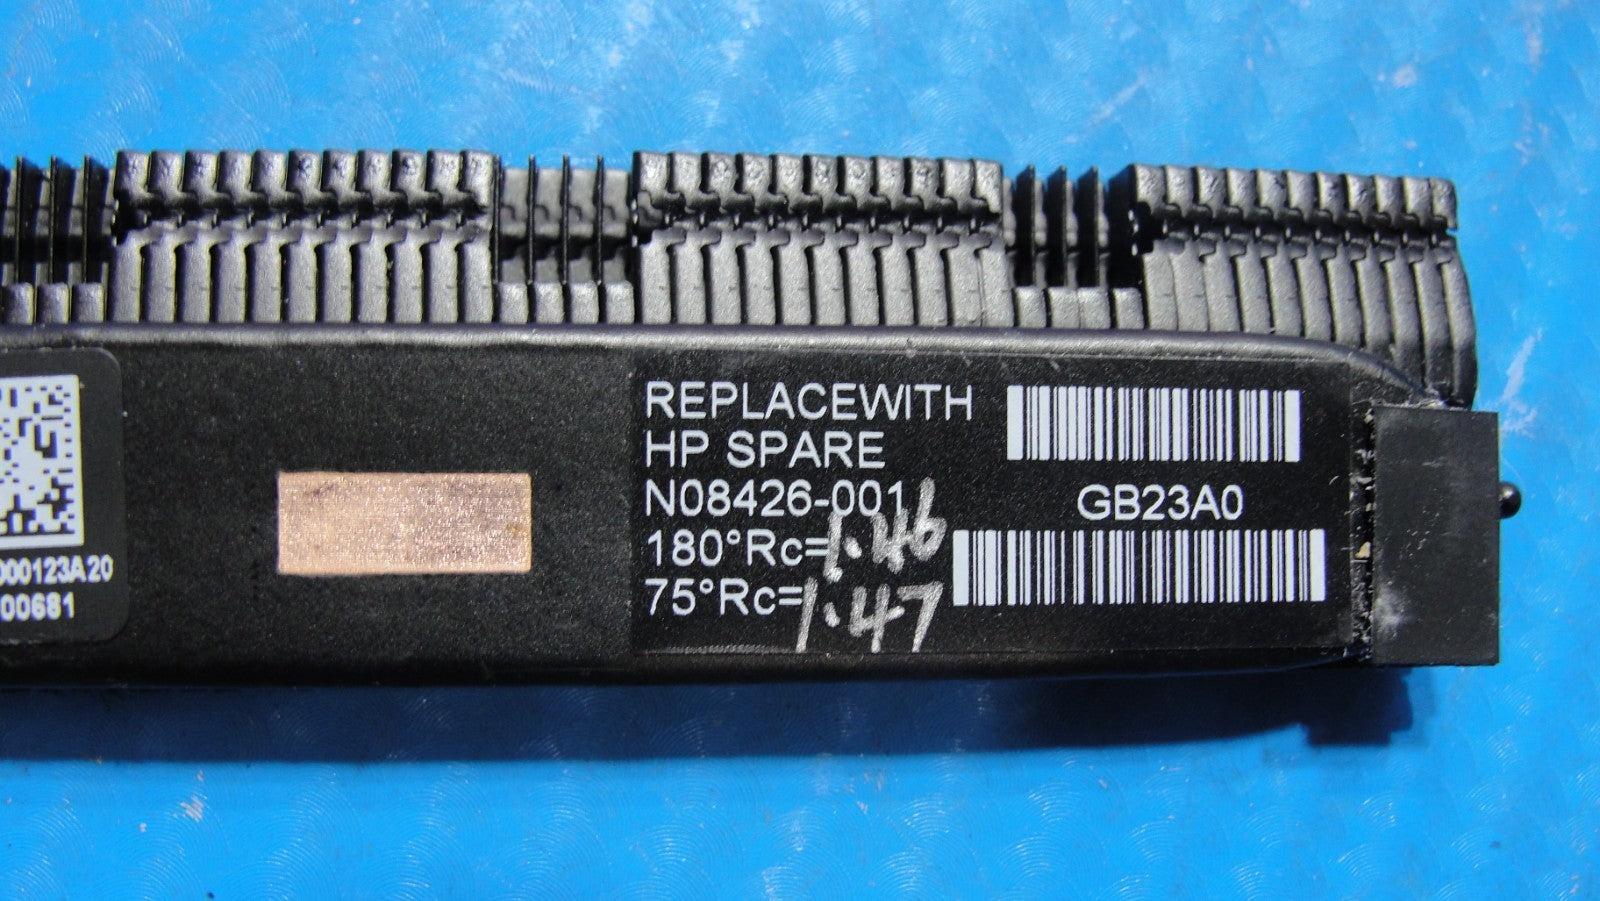 REPLACEWITH
HP SPARE
N08426-001
180°Rc=1.46
75°Rc=1.47
GB23A0
000123A20
00681